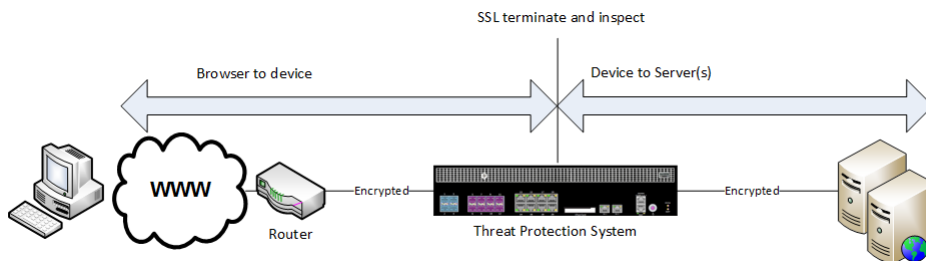 SSL terminate and inspect
Browser to device
Device to Server(s)
WWW
Encrypted
Encrypted
Router
Threat Protection System